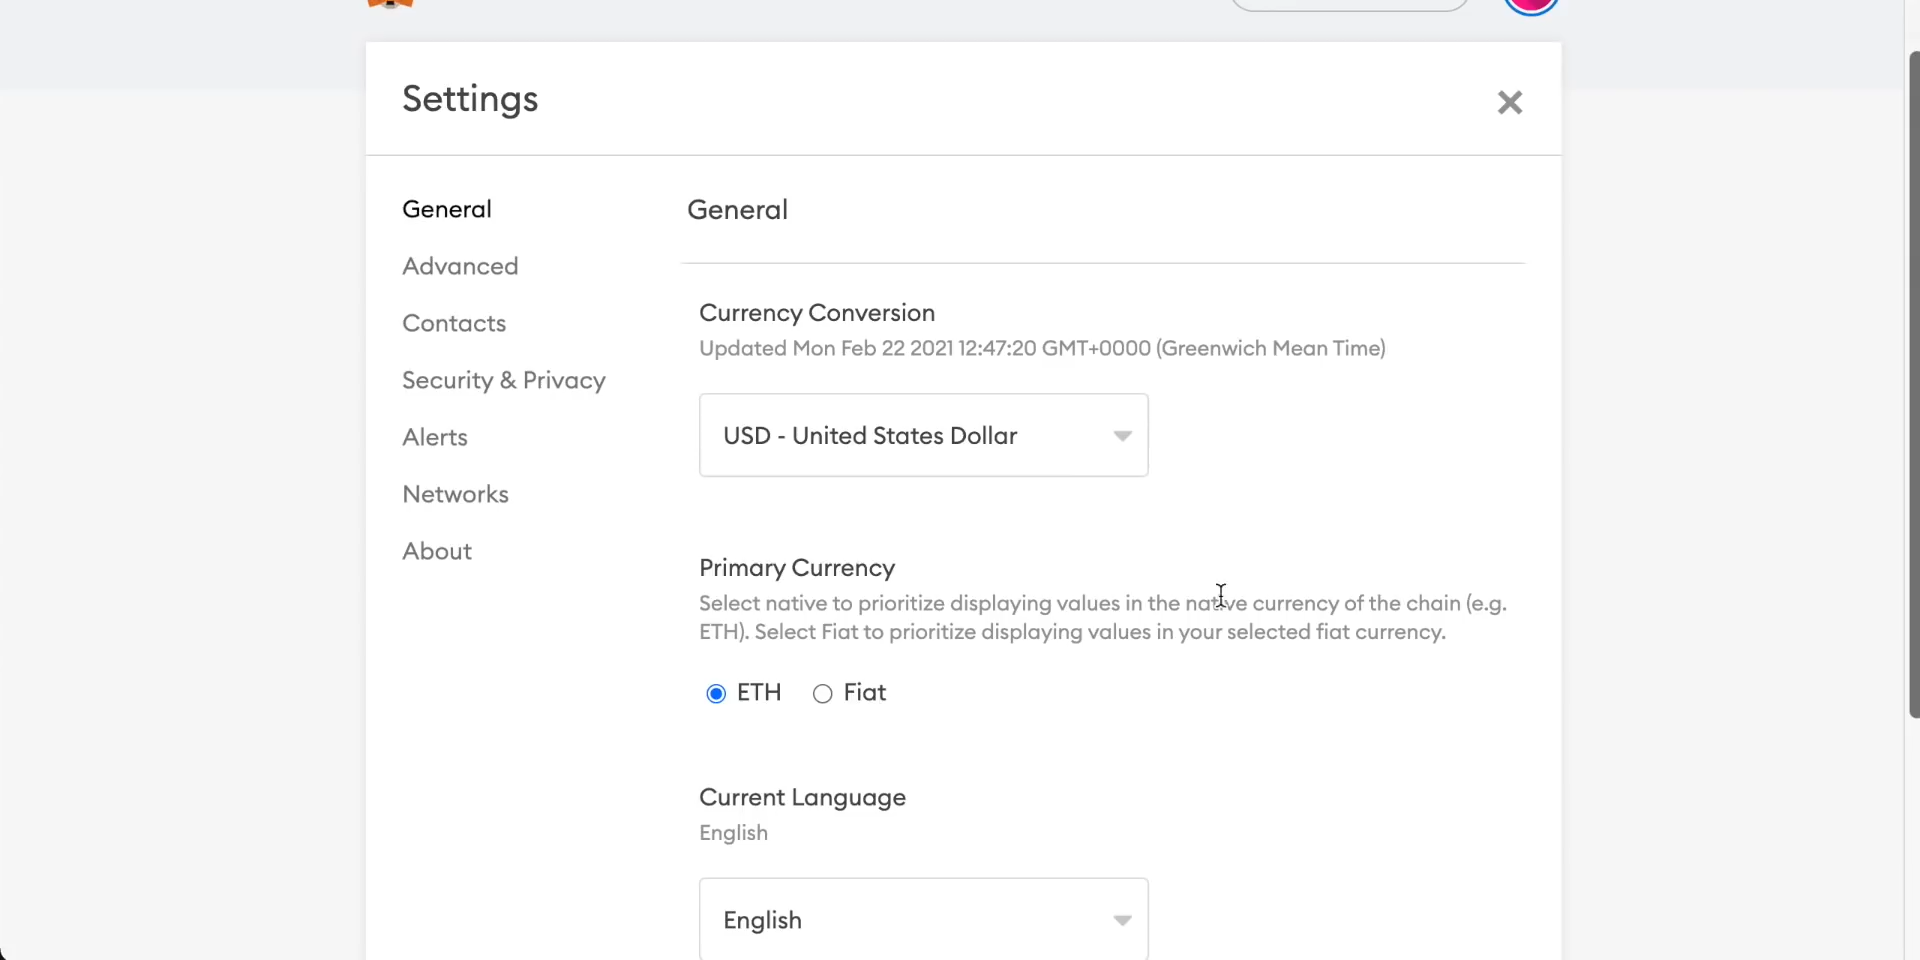 Settings
General
Advanced
Contacts
Security & Privacy
Alerts
Networks
About
General
Currency Conversion
Updated Mon Feb 22 2021 12:47:20 GMT+0000 (Greenwich Mean Time)
USD - United States Dollar
Primary Currency
Select native to prioritize displaying values in the native currency of the chain (e.g.
ETH). Select Fiat to prioritize displaying values in your selected fiat currency.
ETH Fiat
Current Language
English
English